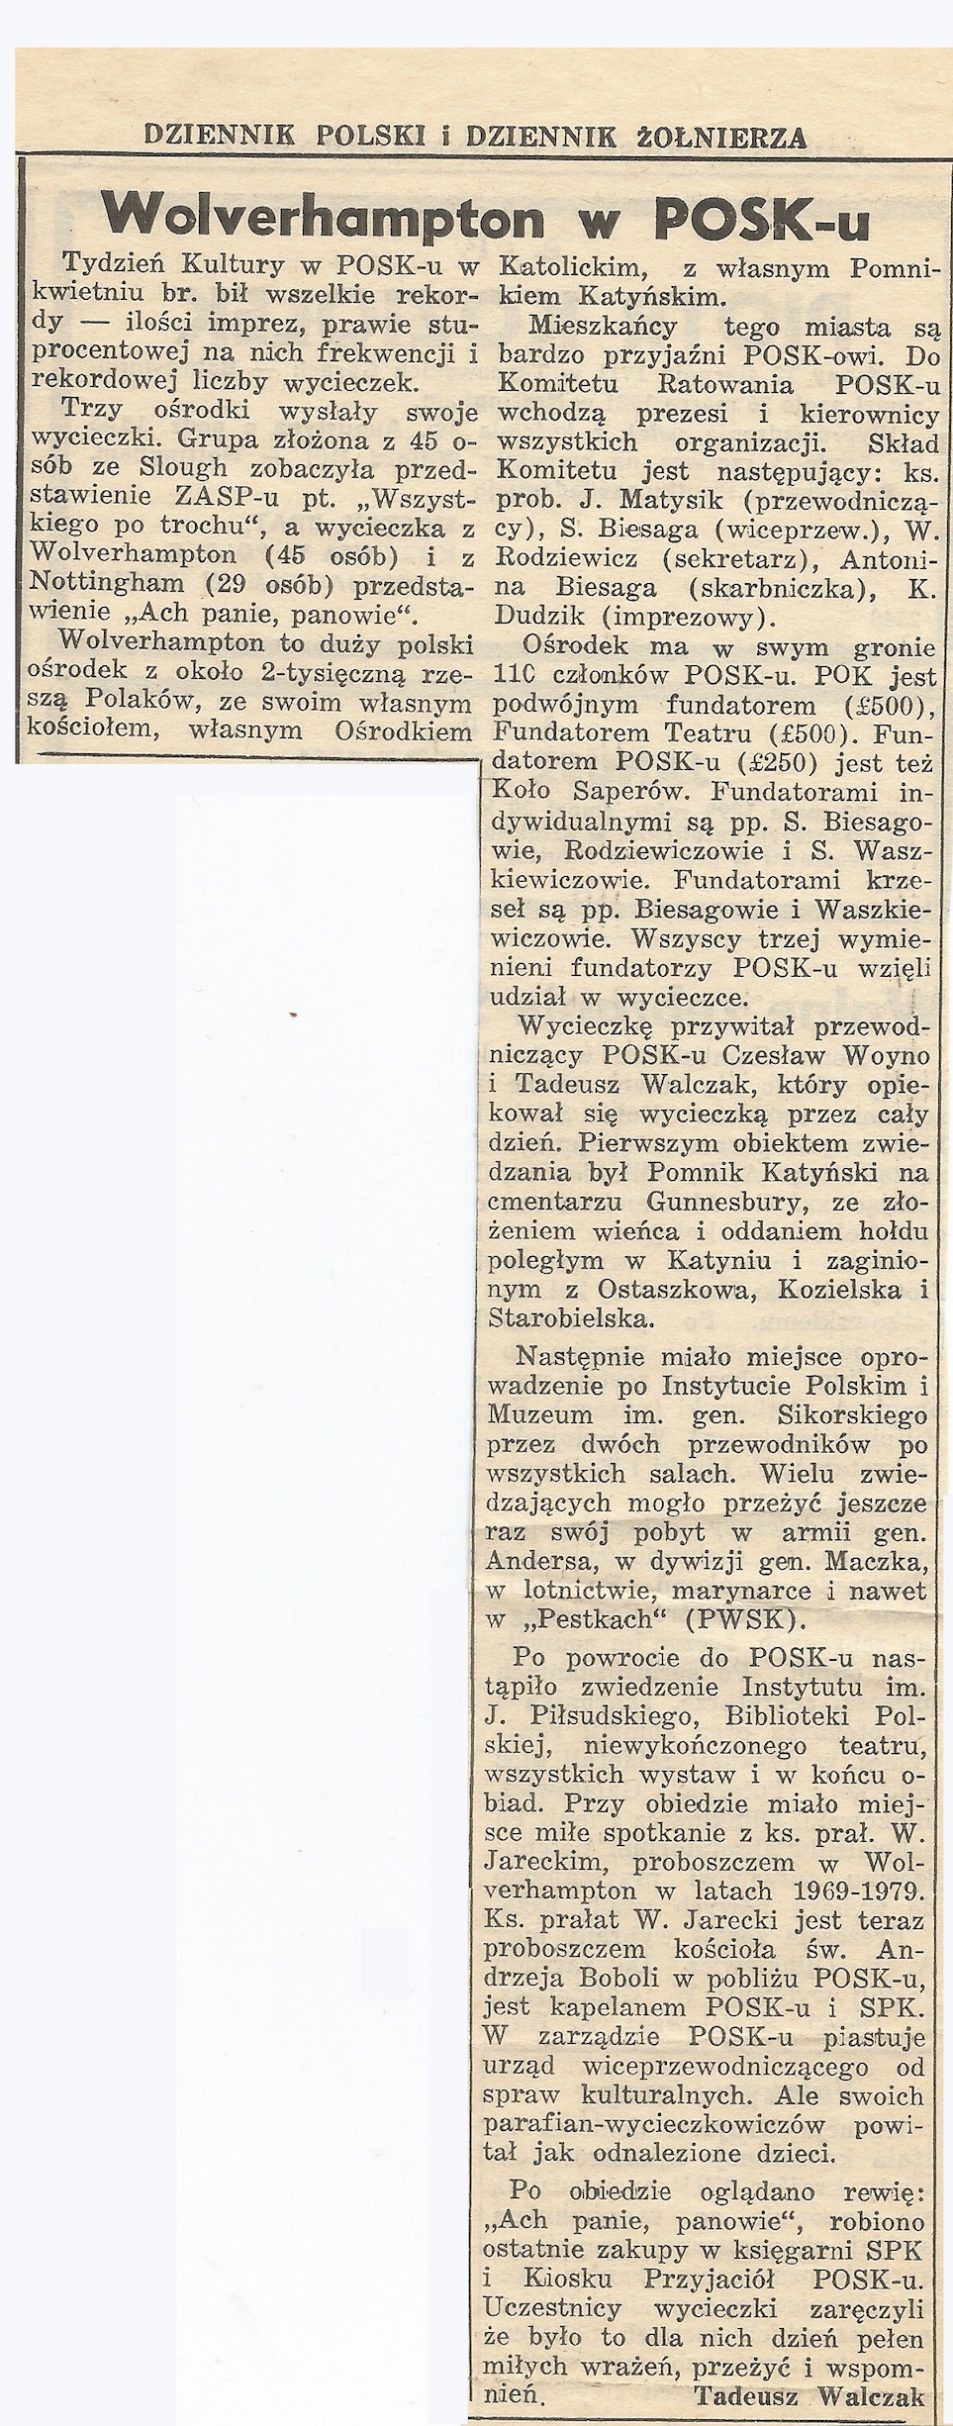 DZIENNIK POLSKI i DZIENNIK ŻOŁNIERZA
Wolverhampton w POSK-u
Tydzień Kultury w POSK-u w
kwietniu br. bił wszelkie rekor-
dy — ilości imprez, prawie stu-
procentowej na nich frekwencji i
rekordowej liczby wycieczek.
Trzy ośrodki wysłały swoje
wycieczki. Grupa złożona z 45 o-
sób ze Slough zobaczyła przed-
stawienie ZASP-u pt. „Wszyst-
kiego po trochu“, a wycieczka z
Wolverhampton (45 osób) i z
Nottingham (29 osób) przedsta-
wienie „Ach panie, panowie“.
Wolverhampton to duży polski
ośrodek z około 2-tysięczną rze-
szą Polaków, ze swoim własnym
kościołem, własnym Ośrodkiem
Katolickim, z własnym Pomni-
kiem Katyńskim.
Mieszkańcy tego miasta są
bardzo przyjaźni POSK-owi. Do
Komitetu Ratowania POSK-u
wchodzą prezesi i kierownicy
wszystkich organizacji. Skład
Komitetu jest następujący: ks.
prob. J. Matysik (przewodniczą-
cy), S. Biesaga (wiceprzew.), W.
Rodziewicz (sekretarz), Antoni-
na Biesaga (skarbniczka), K.
Dudzik (imprezowy).
Ośrodek ma w swym gronie
110 członków POSK-u. POK jest
podwójnym fundatorem (£500),
Fundatorem Teatru (£500). Fun-
datorem POSK-u (£250) jest też
Koło Saperów. Fundatorami in-
dywidualnymi są pp. S. Biesago-
wie, Rodziewiczowie i S. Wasz-
kiewiczowie. Fundatorami krze-
seł są pp. Biesagowie i Waszkie-
wiczowie. Wszyscy trzej wymie-
nieni fundatorzy POSK-u wzięli
udział w wycieczce.
Wycieczkę przywitał przewod-
niczący POSK-u Czesław Woyno
i Tadeusz Walczak, który opie-
kował się wycieczką przez cały
dzień. Pierwszym obiektem zwie-
dzania był Pomnik Katyński na
cmentarzu Gunnesbury, ze zło-
żeniem wieńca i oddaniem hołdu
poległym w Katyniu i zaginio-
nym z Ostaszkowa, Kozielska i
Starobielska.
Następnie miało miejsce opro-
wadzenie po Instytucie Polskim i
Muzeum im. gen. Sikorskiego
przez dwóch przewodników po
wszystkich salach. Wielu zwie-
dzających mogło przeżyć jeszcze
raz swój pobyt w armii gen.
Andersa, w dywizji gen. Maczka,
w lotnictwie, marynarce i nawet
w „Pestkach“ (PWSK).
Po powrocie do POSK-u nas-
tąpiło zwiedzenie Instytutu im.
J. Piłsudskiego, Biblioteki Pol-
skiej, niewykończonego teatru,
wszystkich wystaw i w końcu o-
biad. Przy obiedzie miało miej-
sce miłe spotkanie z ks. prał. W.
Jareckim, proboszczem w Wol-
verhampton w latach 1969-1979.
Ks. prałat W. Jarecki jest teraz
proboszczem kościoła św. An-
drzeja Boboli w pobliżu POSK-u,
jest kapelanem POSK-u i SPK.
W zarządzie POSK-u piastuje
urząd wiceprzewodniczącego od
spraw kulturalnych. Ale swoich
parafian-wycieczkowiczów powi-
tał jak odnalezione dzieci.
Po obiedzie oglądano rewię:
„Ach panie, panowie“, robiono
ostatnie zakupy w księgarni SPK
i Kiosku Przyjaciół POSK-u.
Uczestnicy wycieczki zaręczyli
że było to dla nich dzień pełen
miłych wrażeń, przeżyć i wspom-
nień. Tadeusz Walczak